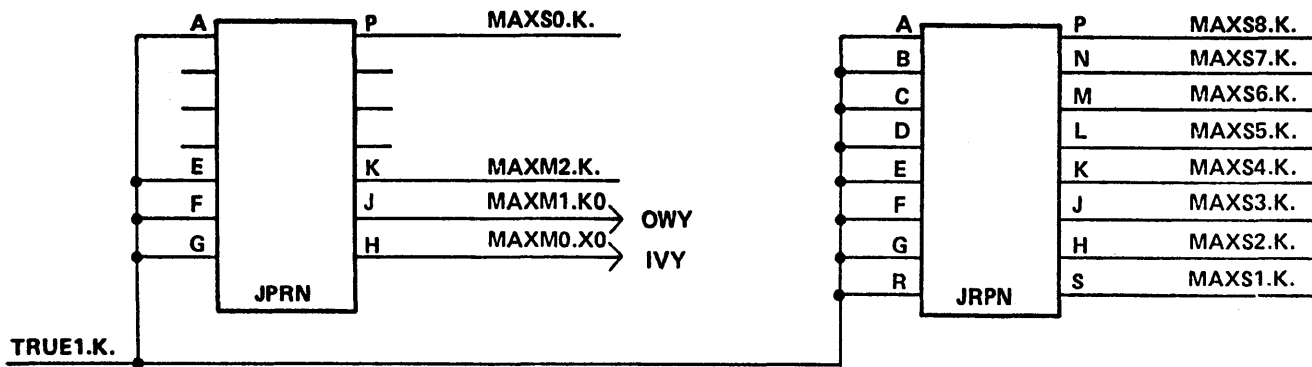 A P MAXS0.K.
E K MAXM2.K.
F J MAXM1.K0 OWY
G H MAXM0.X0 IVY
JPRN
A P MAXS8.K.
B N MAXS7.K.
C M MAXS6.K.
D L MAXS5.K.
E K MAXS4.K.
F J MAXS3.K.
G H MAXS2.K.
R S MAXS1.K.
JRPN
TRUE1.K.